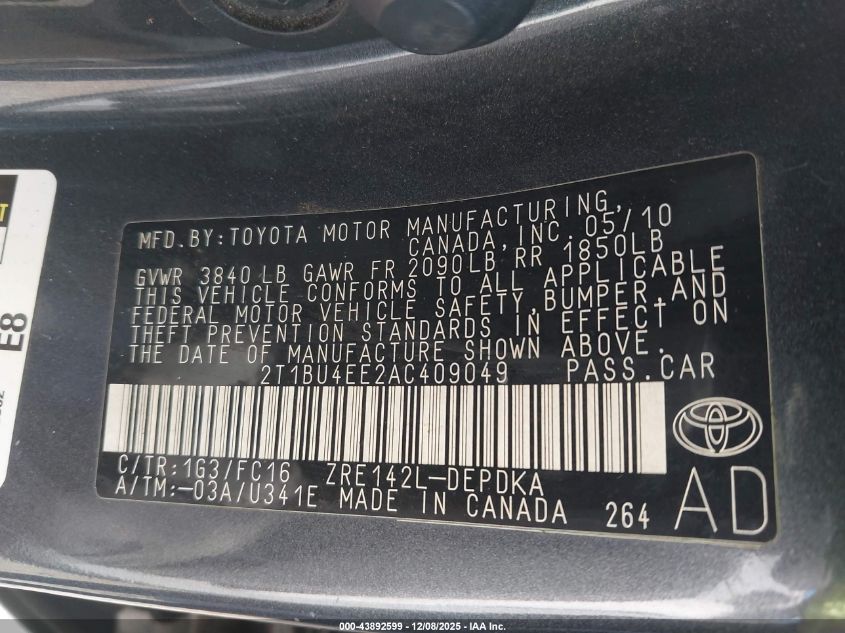 T
E8
MFD.BY:TOYOTA MOTOR MANUFACTURING,
CANADA,INC. 05/10
GVWR 3840 LB GAWR FR 2090LB RR 1850LB
THIS VEHICLE CONFORMS TO ALL APPLICABLE
FEDERAL MOTOR VEHICLE SAFETY,BUMPER,AND
THEFT PREVENTION STANDARDS IN EFFECT ON
THE DATE OF MANUFACTURE SHOWN ABOVE.
2T1BU4EE2AC409049 PASS.CAR
C/TR:1G3/FC16 ZRE142L-DEPDKA
A/TM:-03A/U341E MADE IN CANADA 264
AD
000-43892599 - 12/08/2025 - IAA Inc.